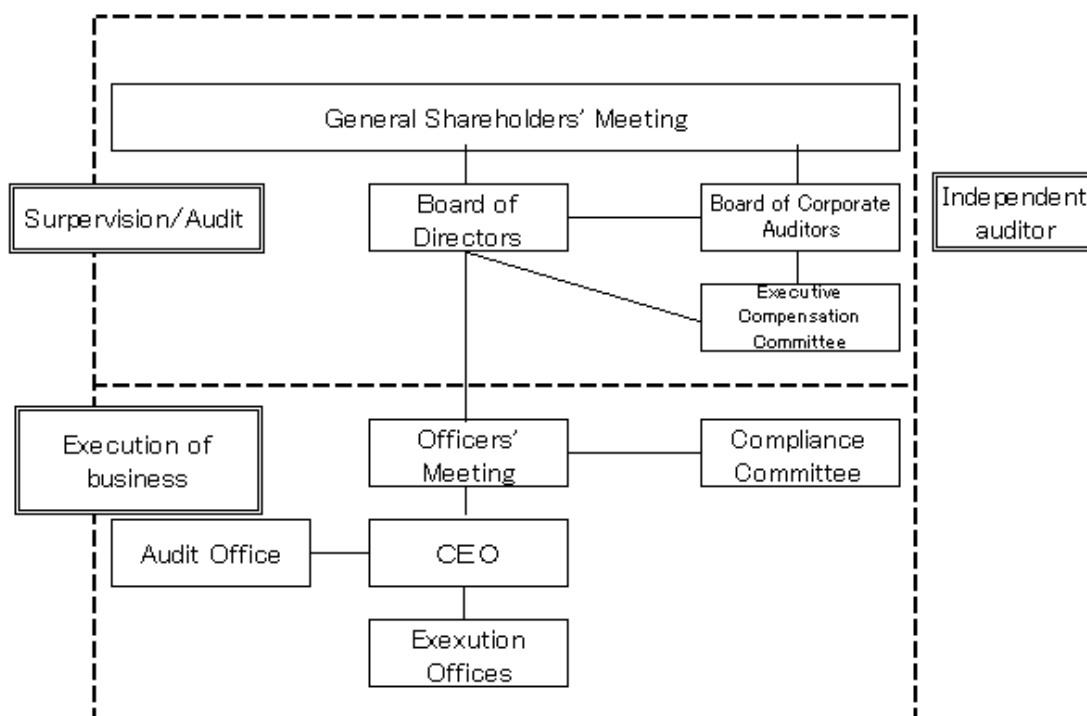 General Shareholders' Meeting
Surpervision/Audit
Board of
Directors
Board of Corporate
Auditors
Independent
auditor
Executive
Compensation
Committee
Execution of
business
Officers'
Meeting
Compliance
Committee
Audit Office
CEO
Exexution
Offices